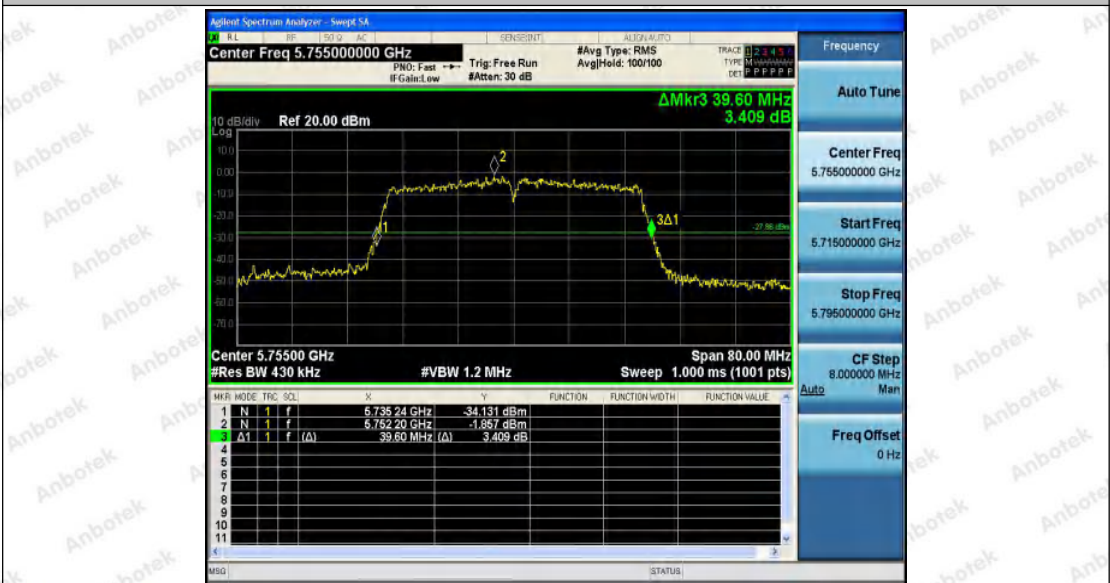 Agilent Spectrum Analyzer - Swept SA
RL RF 50 Ω AC SENSE:INT ALIGN AUTO
Center Freq 5.755000000 GHz
PNO: Fast
IFGain:Low
Trig: Free Run
#Atten: 30 dB
#Avg Type: RMS
Avg|Hold: 100/100
TRACE 1 2 3 4 5 6
TYPE M
DET P P P P P P
ΔMkr3 39.60 MHz
3.409 dB
10 dB/div Ref 20.00 dBm
Log
10.0
0.00
-10.0
-20.0
-30.0
-40.0
-50.0
-60.0
-70.0
1
2
3Δ1
-27.86 dBm
Center 5.75500 GHz Span 80.00 MHz
#Res BW 430 kHz #VBW 1.2 MHz Sweep 1.000 ms (1001 pts)
MKR MODE TRC SCL X Y FUNCTION FUNCTION WIDTH FUNCTION VALUE
1 N 1 f 5.735 24 GHz -34.131 dBm
2 N 1 f 5.752 20 GHz -1.857 dBm
3 Δ1 1 f (Δ) 39.60 MHz (Δ) 3.409 dB
4
5
6
7
8
9
10
11
MSG STATUS
Frequency
Auto Tune
Center Freq
5.755000000 GHz
Start Freq
5.715000000 GHz
Stop Freq
5.795000000 GHz
CF Step
8.000000 MHz
Auto Man
Freq Offset
0 Hz
Anbotek